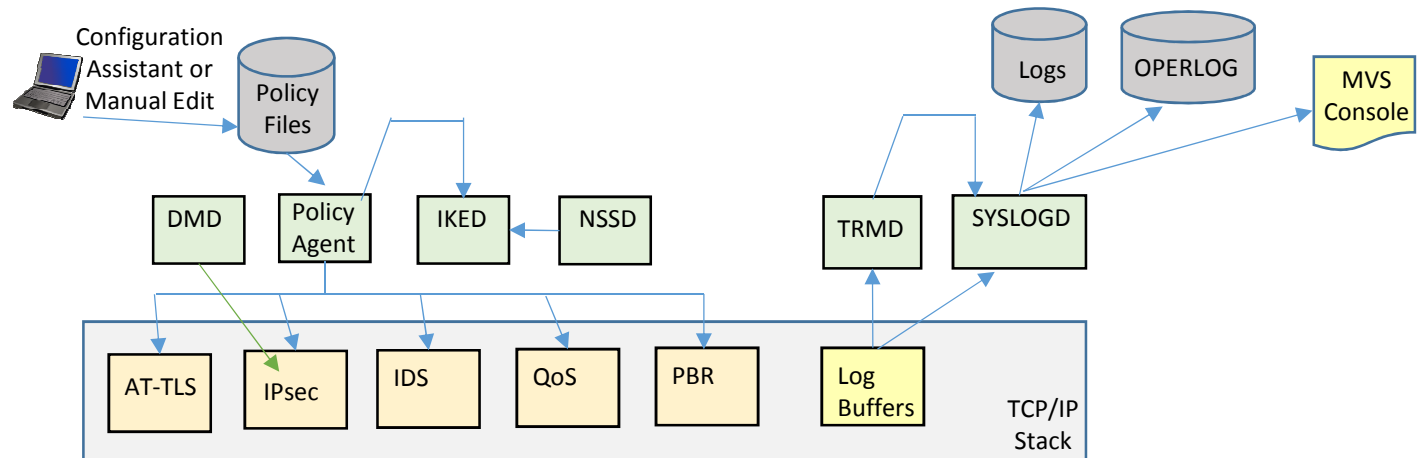 Configuration
Assistant or
Manual Edit
Policy
Files
Logs
OPERLOG
MVS
Console
DMD
Policy
Agent
IKED
NSSD
TRMD
SYSLOGD
AT-TLS
IPsec
IDS
QoS
PBR
Log
Buffers
TCP/IP
Stack